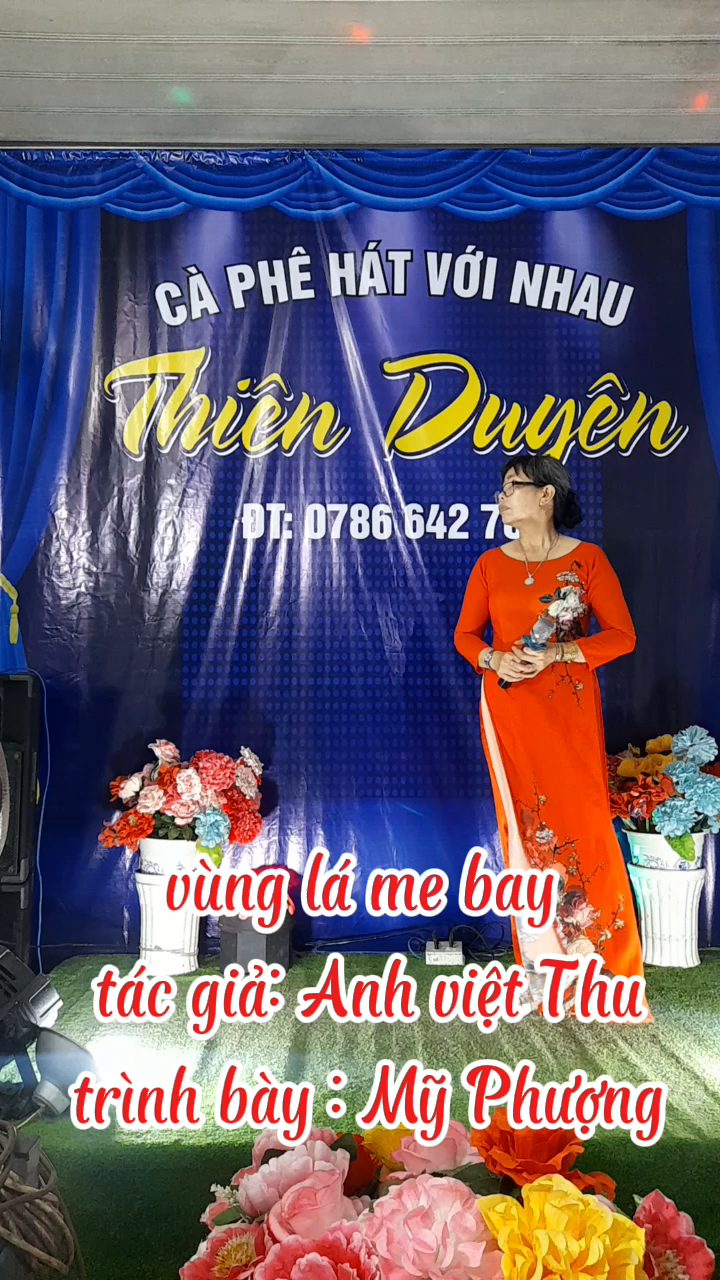 CÀ PHÊ HÁT VỚI NHAU
Thiên Duyên
ĐT: 0786 642 7
vùng lá me bay
tác giả: Anh việt Thu
trình bày : Mỹ Phượng